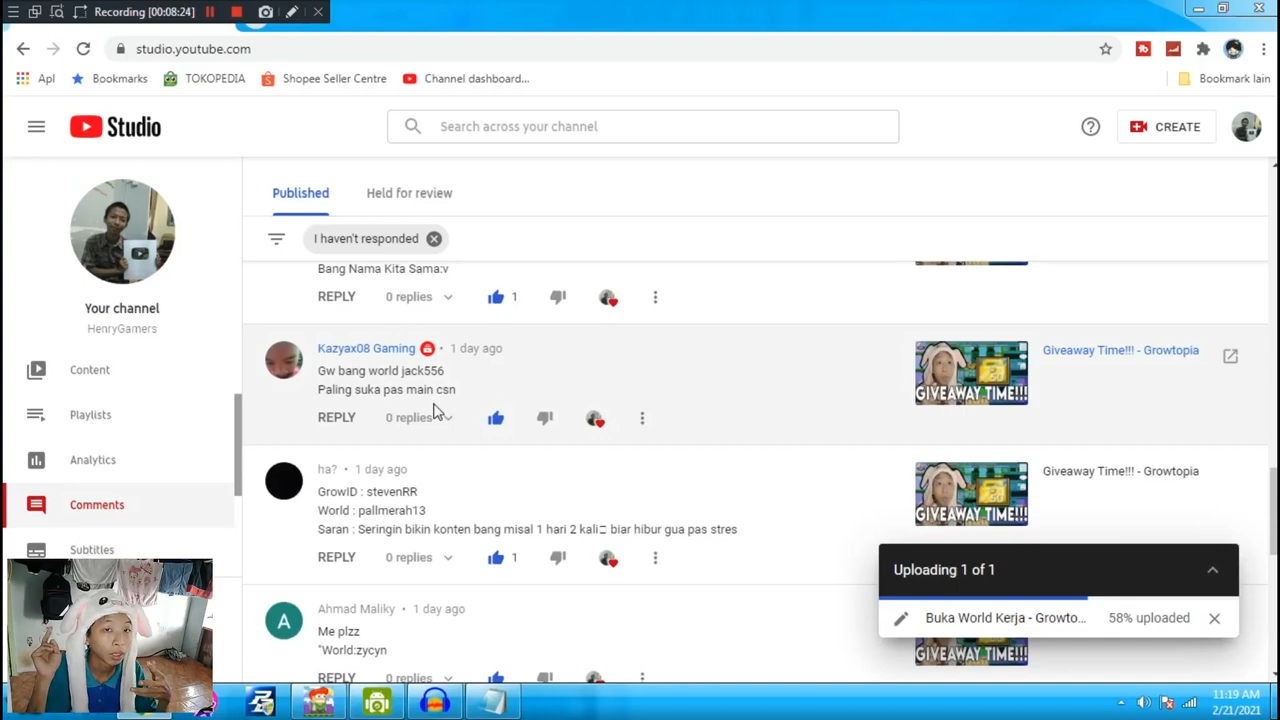 Recording [00:08:24]
studio.youtube.com
Apl
Bookmarks
TOKOPEDIA
Shopee Seller Centre
Channel dashboard...
Bookmark lain
Studio
Search across your channel
CREATE
Your channel
HenryGamers
Content
Playlists
Analytics
Comments
Subtitles
Published
Held for review
I haven't responded
Bang Nama Kita Sama:v
REPLY 0 replies 1
Kazyax08 Gaming • 1 day ago
Gw bang world jack556
Paling suka pas main csn
REPLY 0 replies
GIVEAWAY TIME!!!
Giveaway Time!!! - Growtopia
ha? • 1 day ago
GrowID : stevenRR
World : pallmerah13
Saran : Seringin bikin konten bang misal 1 hari 2 kali□ biar hibur gua pas stres
REPLY 0 replies 1
GIVEAWAY TIME!!!
Giveaway Time!!! - Growtopia
Ahmad Maliky • 1 day ago
Me plzz
"World:zycyn
REPLY 0 replies
GIVEAWAY TIME!!!
Uploading 1 of 1
Buka World Kerja - Growto... 58% uploaded
11:19 AM
2/21/2021